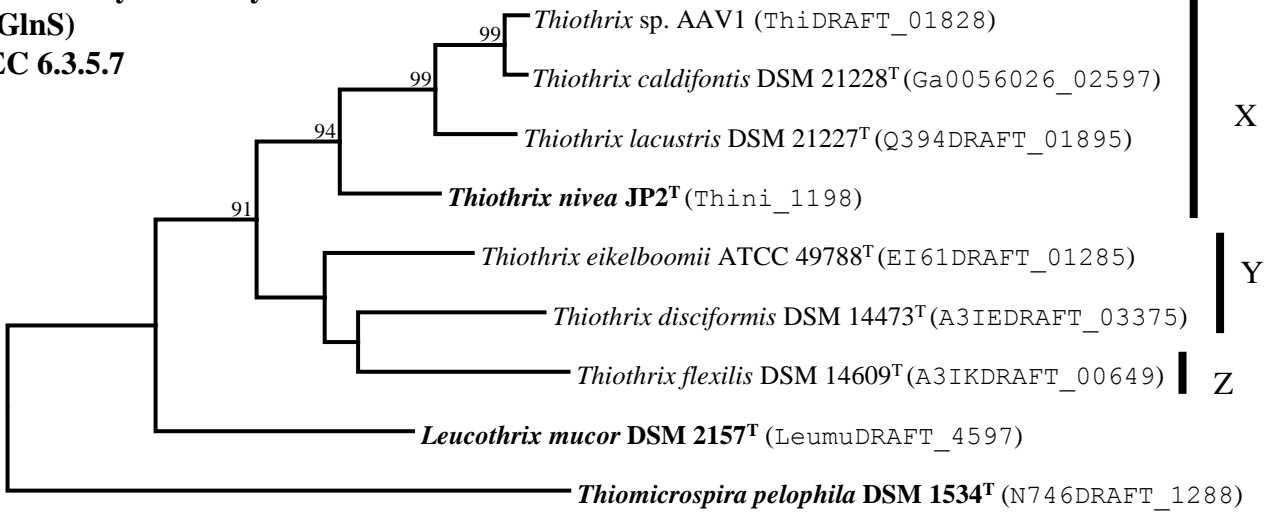 GlnS)
EC 6.3.5.7
99 Thiothrix sp. AAV1 (ThiDRAFT_01828)
99 Thiothrix caldifontis DSM 21228ᵀ (Ga0056026_02597)
X
94 Thiothrix lacustris DSM 21227ᵀ (Q394DRAFT_01895)
Thiothrix nivea JP2ᵀ (Thini_1198)
91
Thiothrix eikelboomii ATCC 49788ᵀ (EI61DRAFT_01285)
Y
Thiothrix disciformis DSM 14473ᵀ (A3IEDRAFT_03375)
Thiothrix flexilis DSM 14609ᵀ (A3IKDRAFT_00649)
Z
Leucothrix mucor DSM 2157ᵀ (LeumuDRAFT_4597)
Thiomicrospira pelophila DSM 1534ᵀ (N746DRAFT_1288)